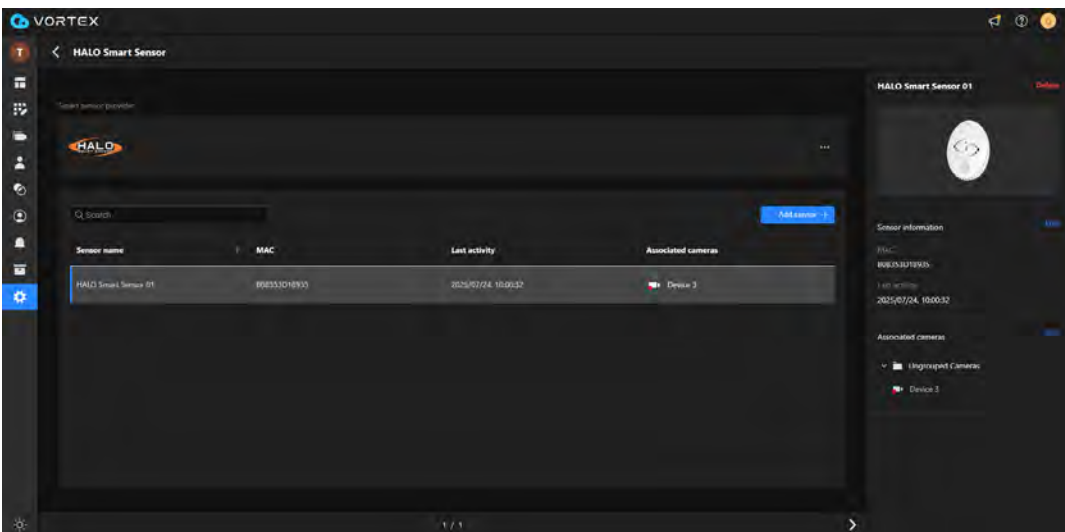 VORTEX
T
HALO Smart Sensor
Smart sensor provider
HALO
...
Search
Add sensor +
Sensor name
MAC
Last activity
Associated cameras
HALO Smart Sensor 01
2025/07/24, 10:00:32
Device 3
1 / 1
HALO Smart Sensor 01
Delete
Sensor information
Edit
MAC
Last activity
2025/07/24, 10:00:32
Associated cameras
Ungrouped Cameras
Device 3